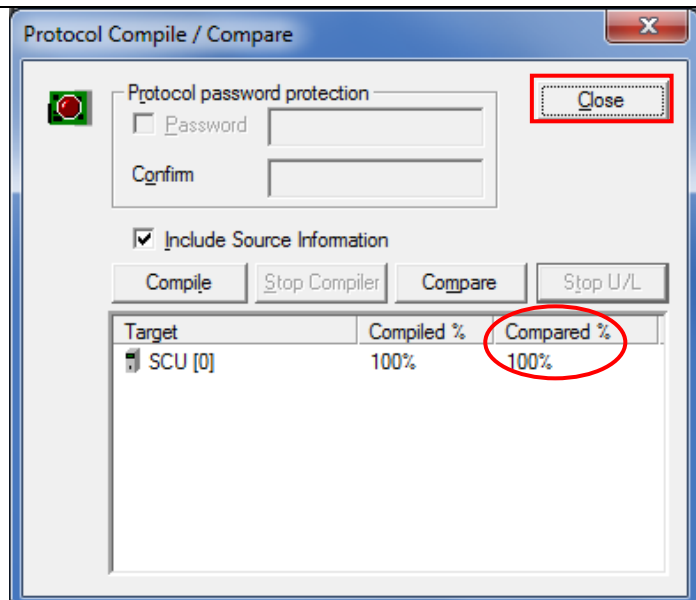 Protocol Compile / Compare
Protocol password protection
Close
Password
Confirm
Include Source Information
Compile Stop Compiler Compare Stop U/L
Target Compiled % Compared %
SCU [0] 100% 100%